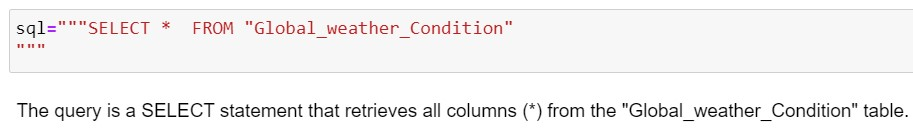 sql="""SELECT *  FROM "Global_weather_Condition"
"""
The query is a SELECT statement that retrieves all columns (*) from the "Global_weather_Condition" table.